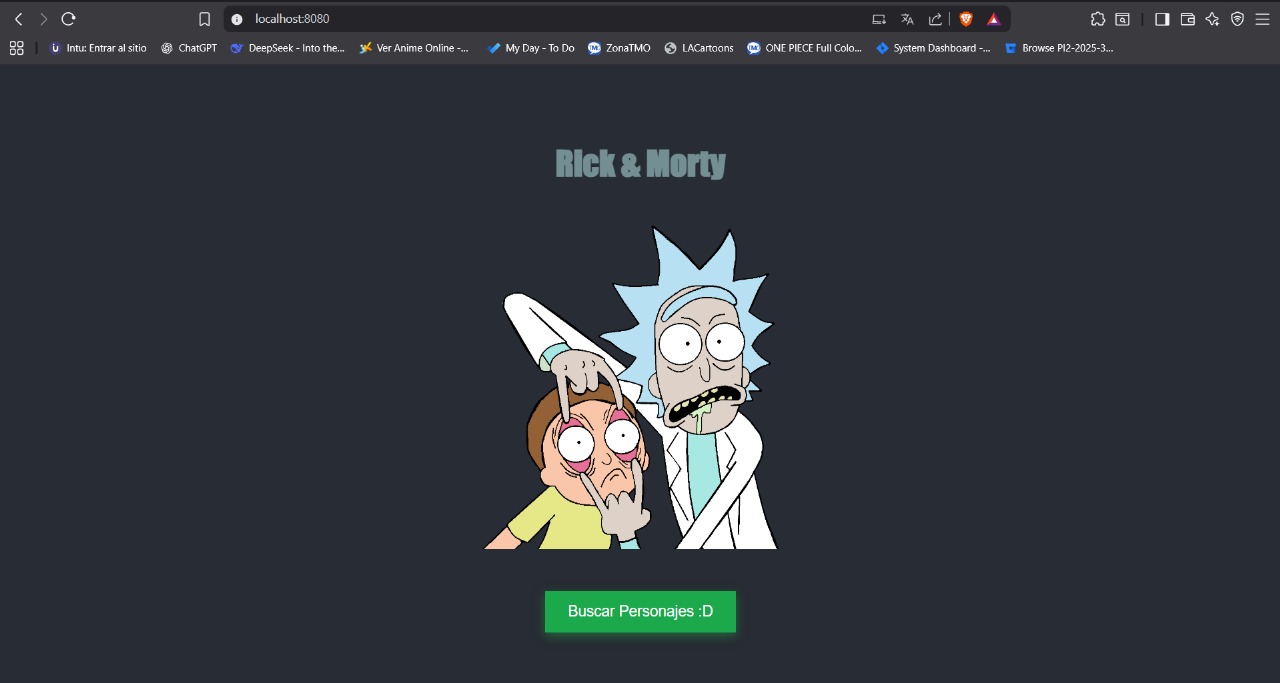 localhost:8080
Intu: Entrar al sitio ChatGPT DeepSeek - Into the... Ver Anime Online -... My Day - To Do ZonaTMO LACartoons ONE PIECE Full Colo... System Dashboard -... Browse PI2-2025-3...
Rick & Morty
Buscar Personajes :D